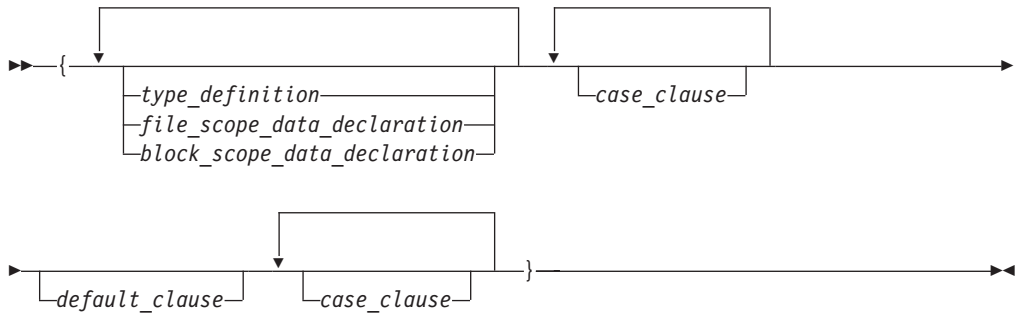 {
type_definition
case_clause
file_scope_data_declaration
block_scope_data_declaration
}
default_clause
case_clause